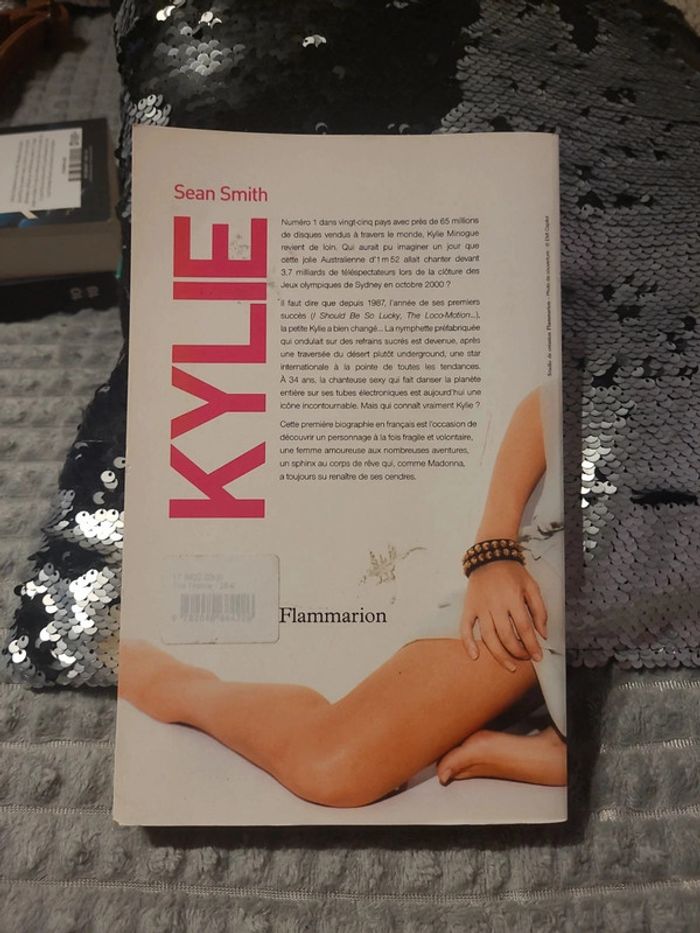 Sean Smith
KYLIE
Numéro 1 dans vingt-cinq pays avec près de 65 millions
de disques vendus à travers le monde, Kylie Minogue
revient de loin. Qui aurait pu imaginer un jour que
cette jolie Australienne d'1 m 52 allait chanter devant
3,7 milliards de téléspectateurs lors de la clôture des
Jeux olympiques de Sydney en octobre 2000 ?
Il faut dire que depuis 1987, l'année de ses premiers
succès (I Should Be So Lucky, The Loco-Motion...),
la petite Kylie a bien changé... La nymphette préfabriquée
qui ondulait sur des refrains sucrés est devenue, après
une traversée du désert plutôt underground, une star
internationale à la pointe de toutes les tendances.
À 34 ans, la chanteuse sexy qui fait danser la planète
entière sur ses tubes électroniques est aujourd'hui une
icône incontournable. Mais qui connaît vraiment Kylie ?
Cette première biographie en français est l'occasion de
découvrir un personnage à la fois fragile et volontaire,
une femme amoureuse aux nombreuses aventures,
un sphinx au corps de rêve qui, comme Madonna,
a toujours su renaître de ses cendres.
Flammarion
Studio de création Flammarion - Photo de couverture : © EMI Capitol